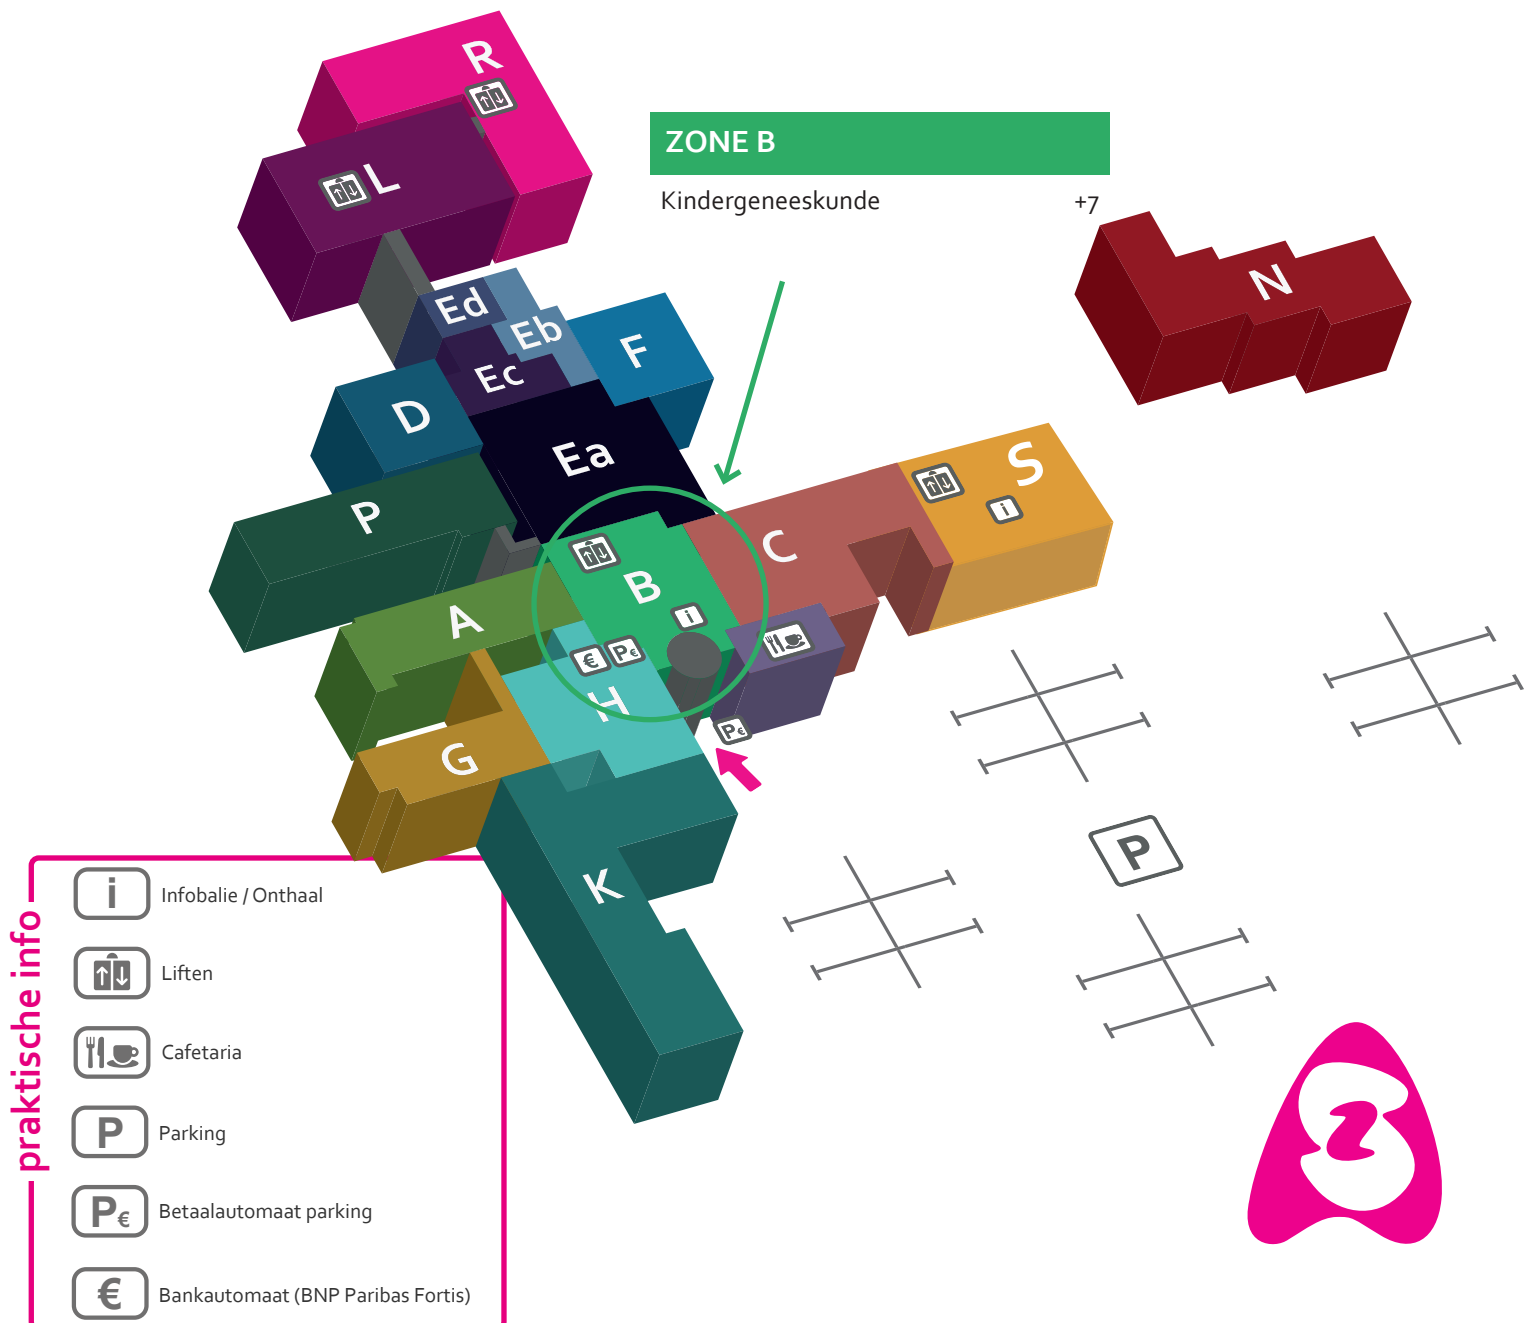 R
L
ZONE B
Kindergeneeskunde +7
N
Ed
Eb
F
Ec
D
Ea
S
P
i
C
B
A
i
€
P€
H
P€
G
P
K
praktische info
i Infobalie / Onthaal
Liften
Cafetaria
P Parking
P€ Betaalautomaat parking
€ Bankautomaat (BNP Paribas Fortis)